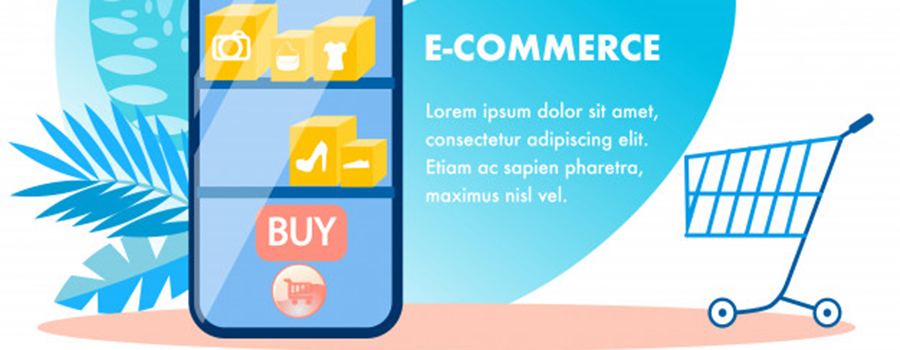 E-COMMERCE
Lorem ipsum dolor sit amet,
consectetur adipiscing elit.
Etiam ac sapien pharetra,
maximus nisl vel.
BUY